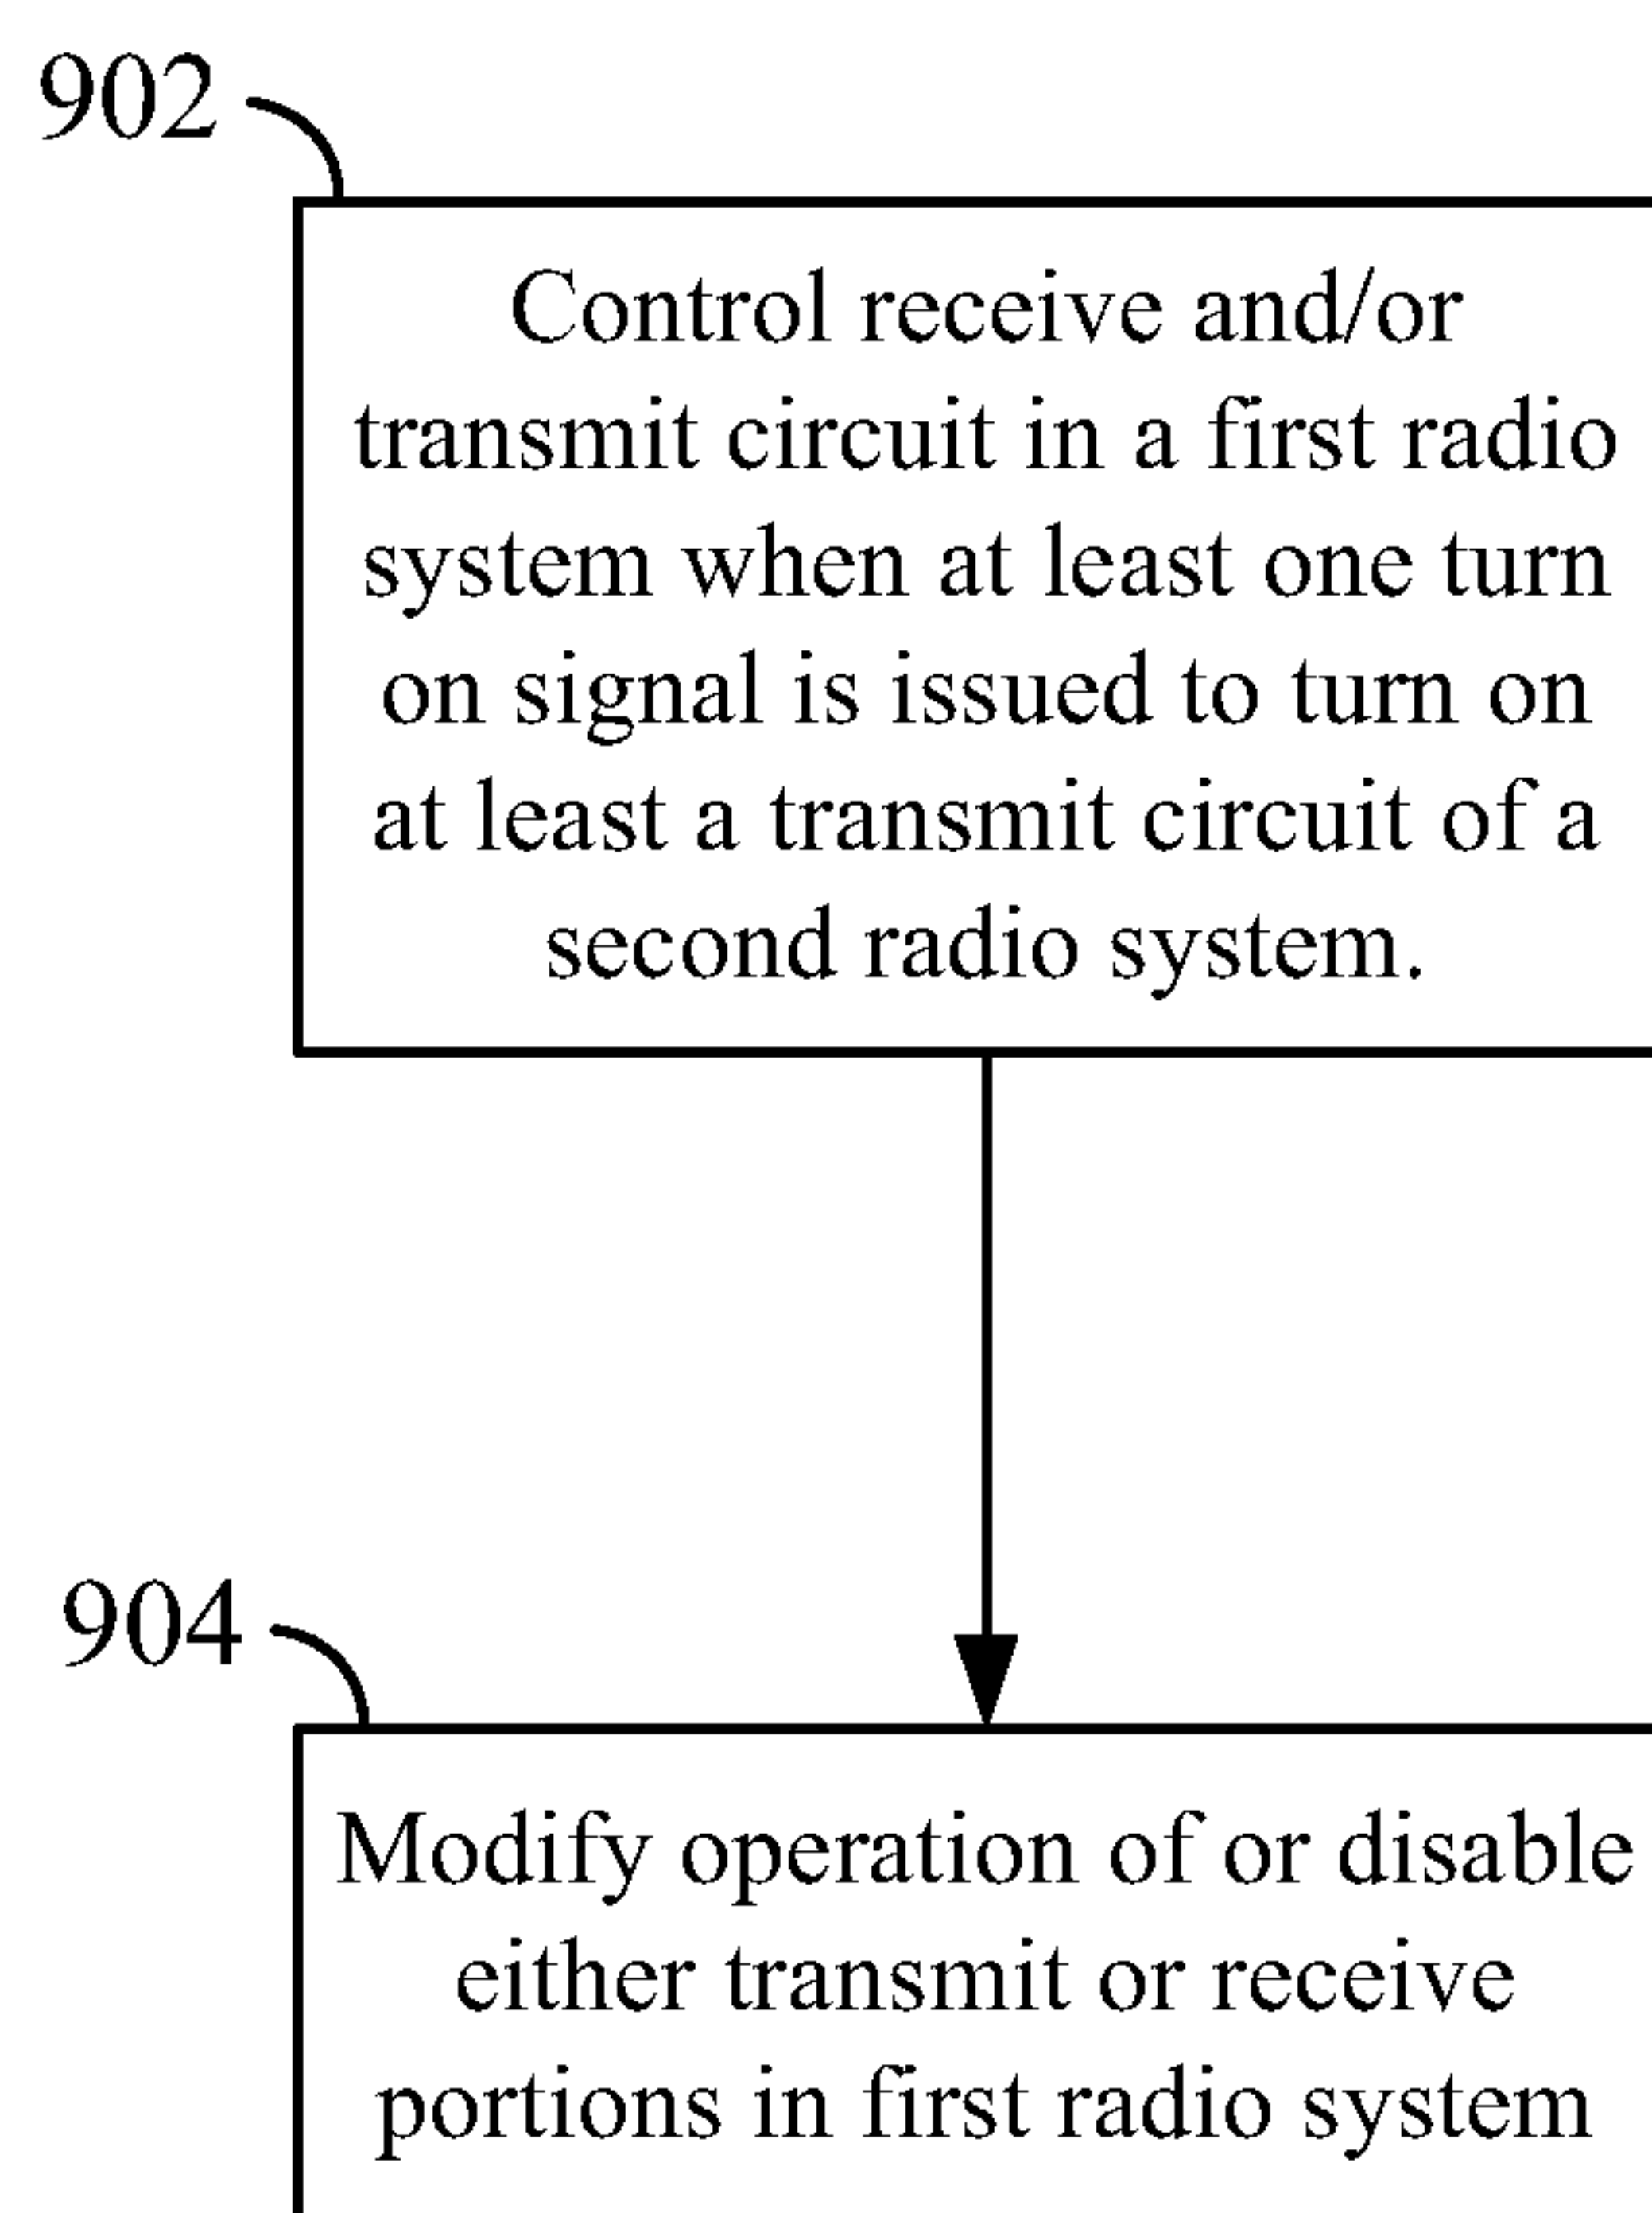 902
Control receive and/or
transmit circuit in a first radio
system when at least one turn
on signal is issued to turn on
at least a transmit circuit of a
second radio system.
904
Modify operation of or disable
either transmit or receive
portions in first radio system